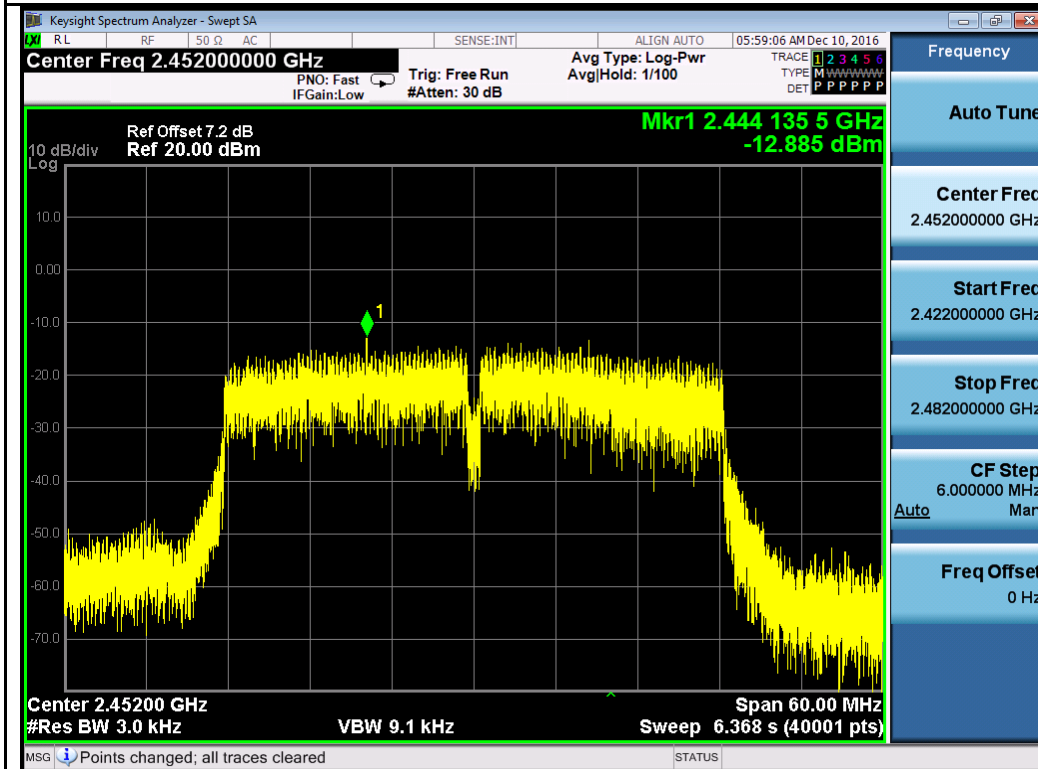 Keysight Spectrum Analyzer - Swept SA
LXI RL RF 50 Ω AC SENSE:INT ALIGN AUTO 05:59:06 AM Dec 10, 2016
Center Freq 2.452000000 GHz
PNO: Fast
IFGain:Low
Trig: Free Run
#Atten: 30 dB
Avg Type: Log-Pwr
Avg|Hold: 1/100
TRACE 1 2 3 4 5 6
TYPE M WWWWW
DET P P P P P P
Mkr1 2.444 135 5 GHz
-12.885 dBm
Ref Offset 7.2 dB
10 dB/div Ref 20.00 dBm
Log
10.0
0.00
-10.0
-20.0
-30.0
-40.0
-50.0
-60.0
-70.0
1
Center 2.45200 GHz Span 60.00 MHz
#Res BW 3.0 kHz VBW 9.1 kHz Sweep 6.368 s (40001 pts)
MSG Points changed; all traces cleared STATUS
Frequency
Auto Tune
Center Freq
2.452000000 GHz
Start Freq
2.422000000 GHz
Stop Freq
2.482000000 GHz
CF Step
6.000000 MHz
Auto Man
Freq Offset
0 Hz